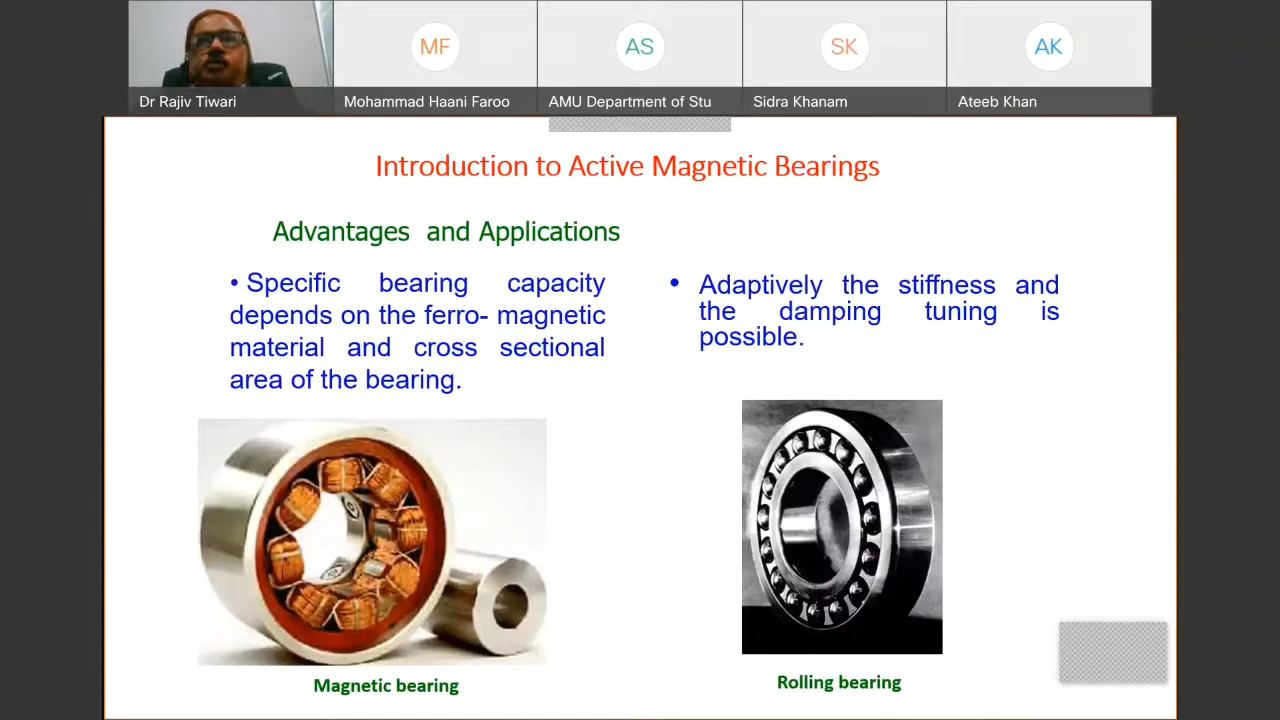 MF
AS
SK
AK
Dr Rajiv Tiwari
Mohammad Haani Faroo
AMU Department of Stu
Sidra Khanam
Ateeb Khan
Introduction to Active Magnetic Bearings
Advantages and Applications
• Specific bearing capacity
depends on the ferro- magnetic
material and cross sectional
area of the bearing.
• Adaptively the stiffness and
the damping tuning is
possible.
Magnetic bearing
Rolling bearing